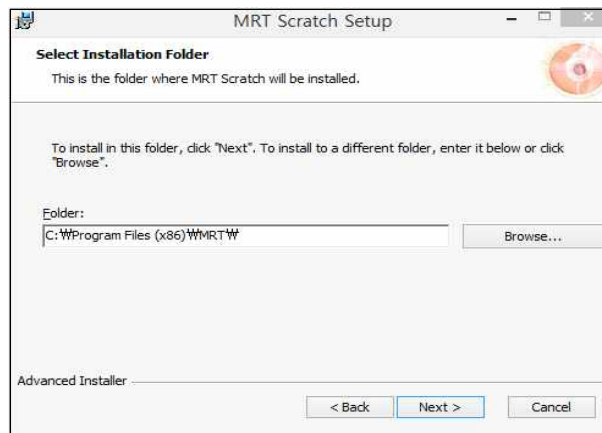 MRT Scratch Setup
Select Installation Folder
This is the folder where MRT Scratch will be installed.
To install in this folder, click "Next". To install to a different folder, enter it below or click
"Browse".
Folder:
C:₩Program Files (x86)₩MRT₩
Browse...
Advanced Installer
< Back
Next >
Cancel